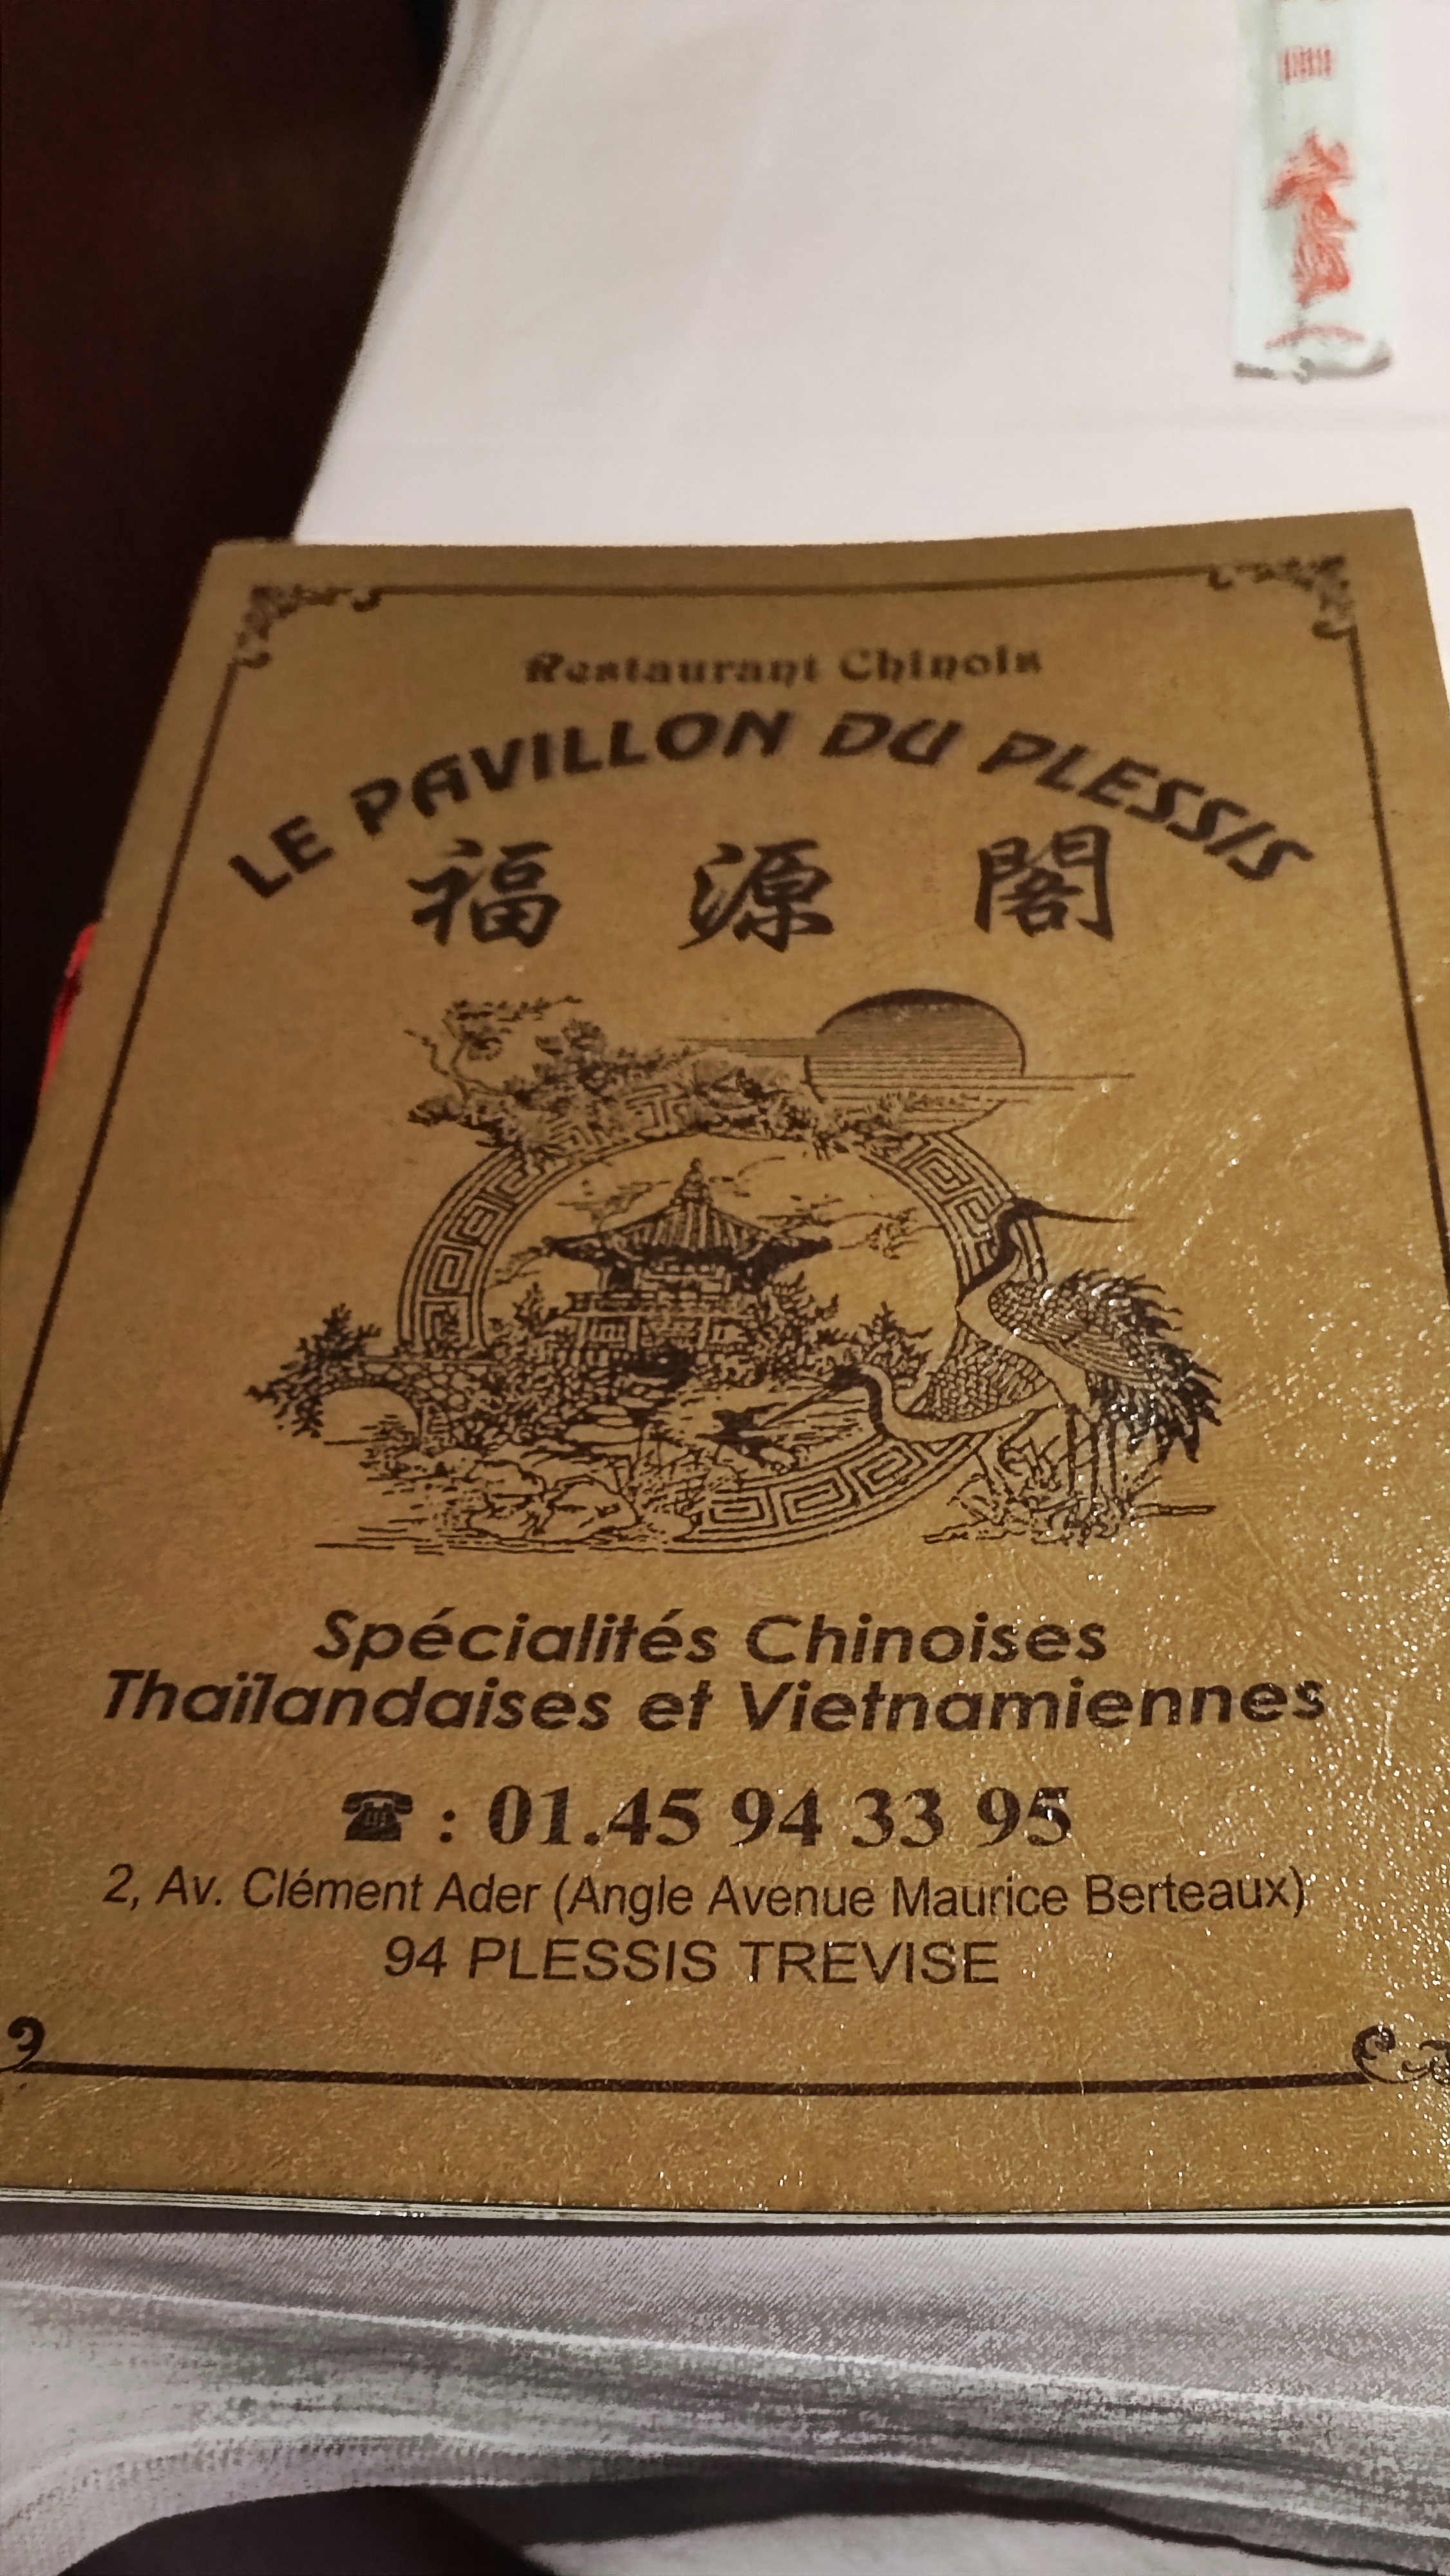 Restaurant Chinois
LE PAVILLON DU PLESSIS
福 源 閣
Spécialités Chinoises
Thaïlandaises et Vietnamiennes
☎ : 01.45 94 33 95
2, Av. Clément Ader (Angle Avenue Maurice Berteaux)
94 PLESSIS TREVISE